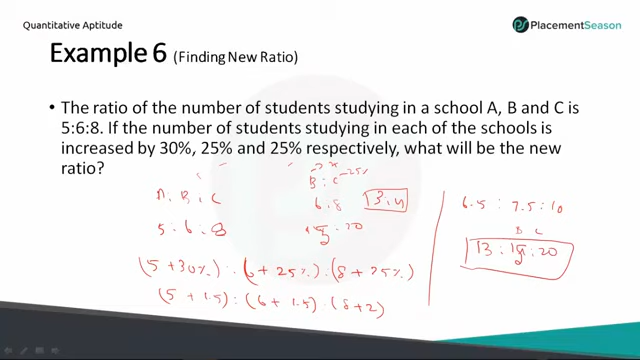 Quantitative Aptitude
PlacementSeason
Example 6 (Finding New Ratio)
• The ratio of the number of students studying in a school A, B and C is
5:6:8. If the number of students studying in each of the schools is
increased by 30%, 25% and 25% respectively, what will be the new
ratio?
A : B : C
5 : 6 : 8
(5 + 30%) : (6 + 25%) : (8 + 25%)
(5 + 1.5) : (6 + 1.5) : (8 + 2)
B : C - 25%
6 : 8
15 : 20
6.5 : 7.5 : 10
B C
13 : 15 : 20